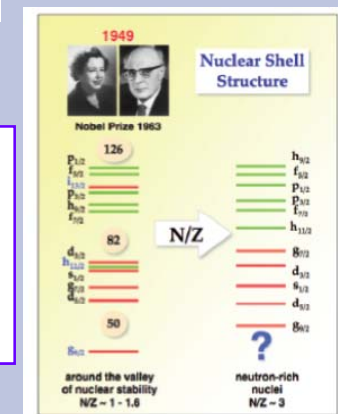 1949
Nuclear Shell
Structure
Nobel Prize 1963
126
p1/2
f5/2
i13/2
p3/2
h9/2
f7/2
82
d3/2
h11/2
s1/2
g7/2
d5/2
50
g9/2
N/Z
h9/2
f5/2
p1/2
p3/2
f7/2
h11/2
g7/2
d3/2
s1/2
d5/2
g9/2
?
around the valley
of nuclear stability
N/Z ~ 1 - 1.6
neutron-rich
nuclei
N/Z ~ 3